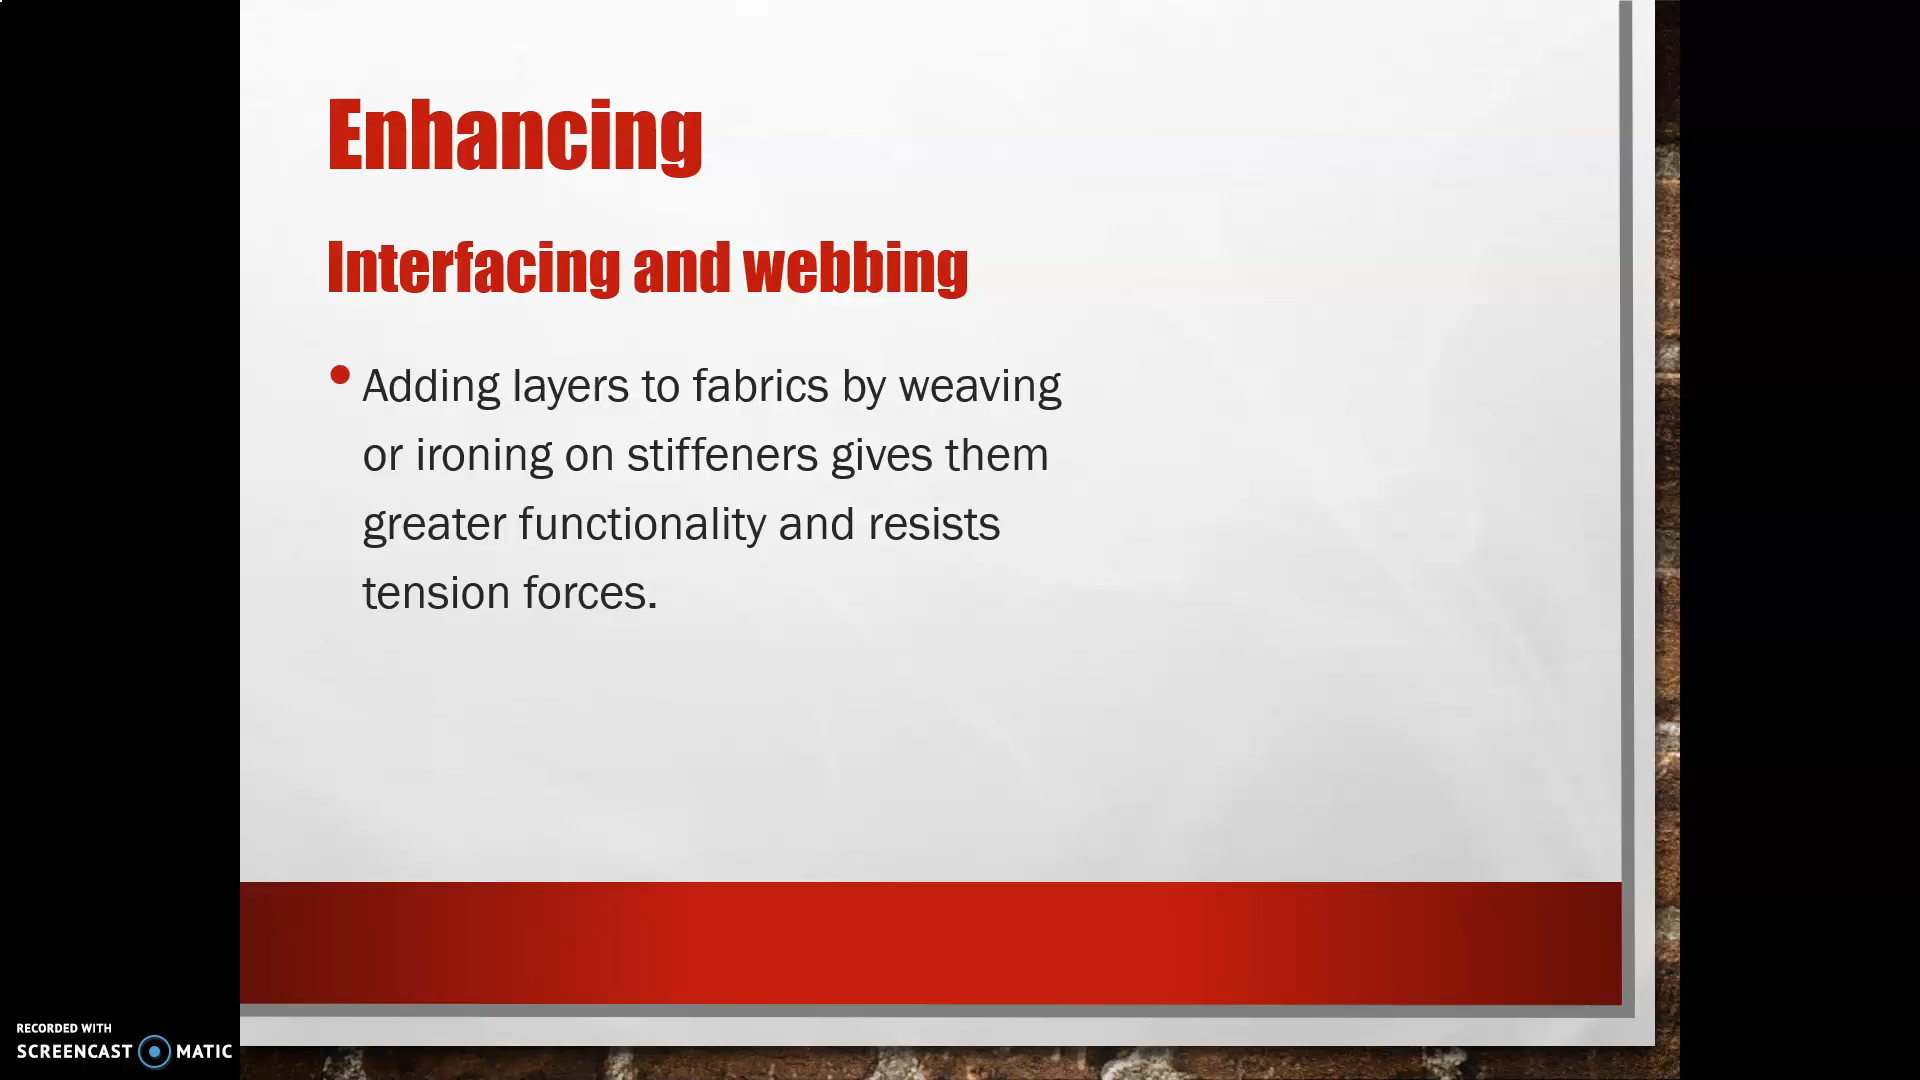 Enhancing
Interfacing and webbing
• Adding layers to fabrics by weaving
or ironing on stiffeners gives them
greater functionality and resists
tension forces.
RECORDED WITH
SCREENCAST MATIC